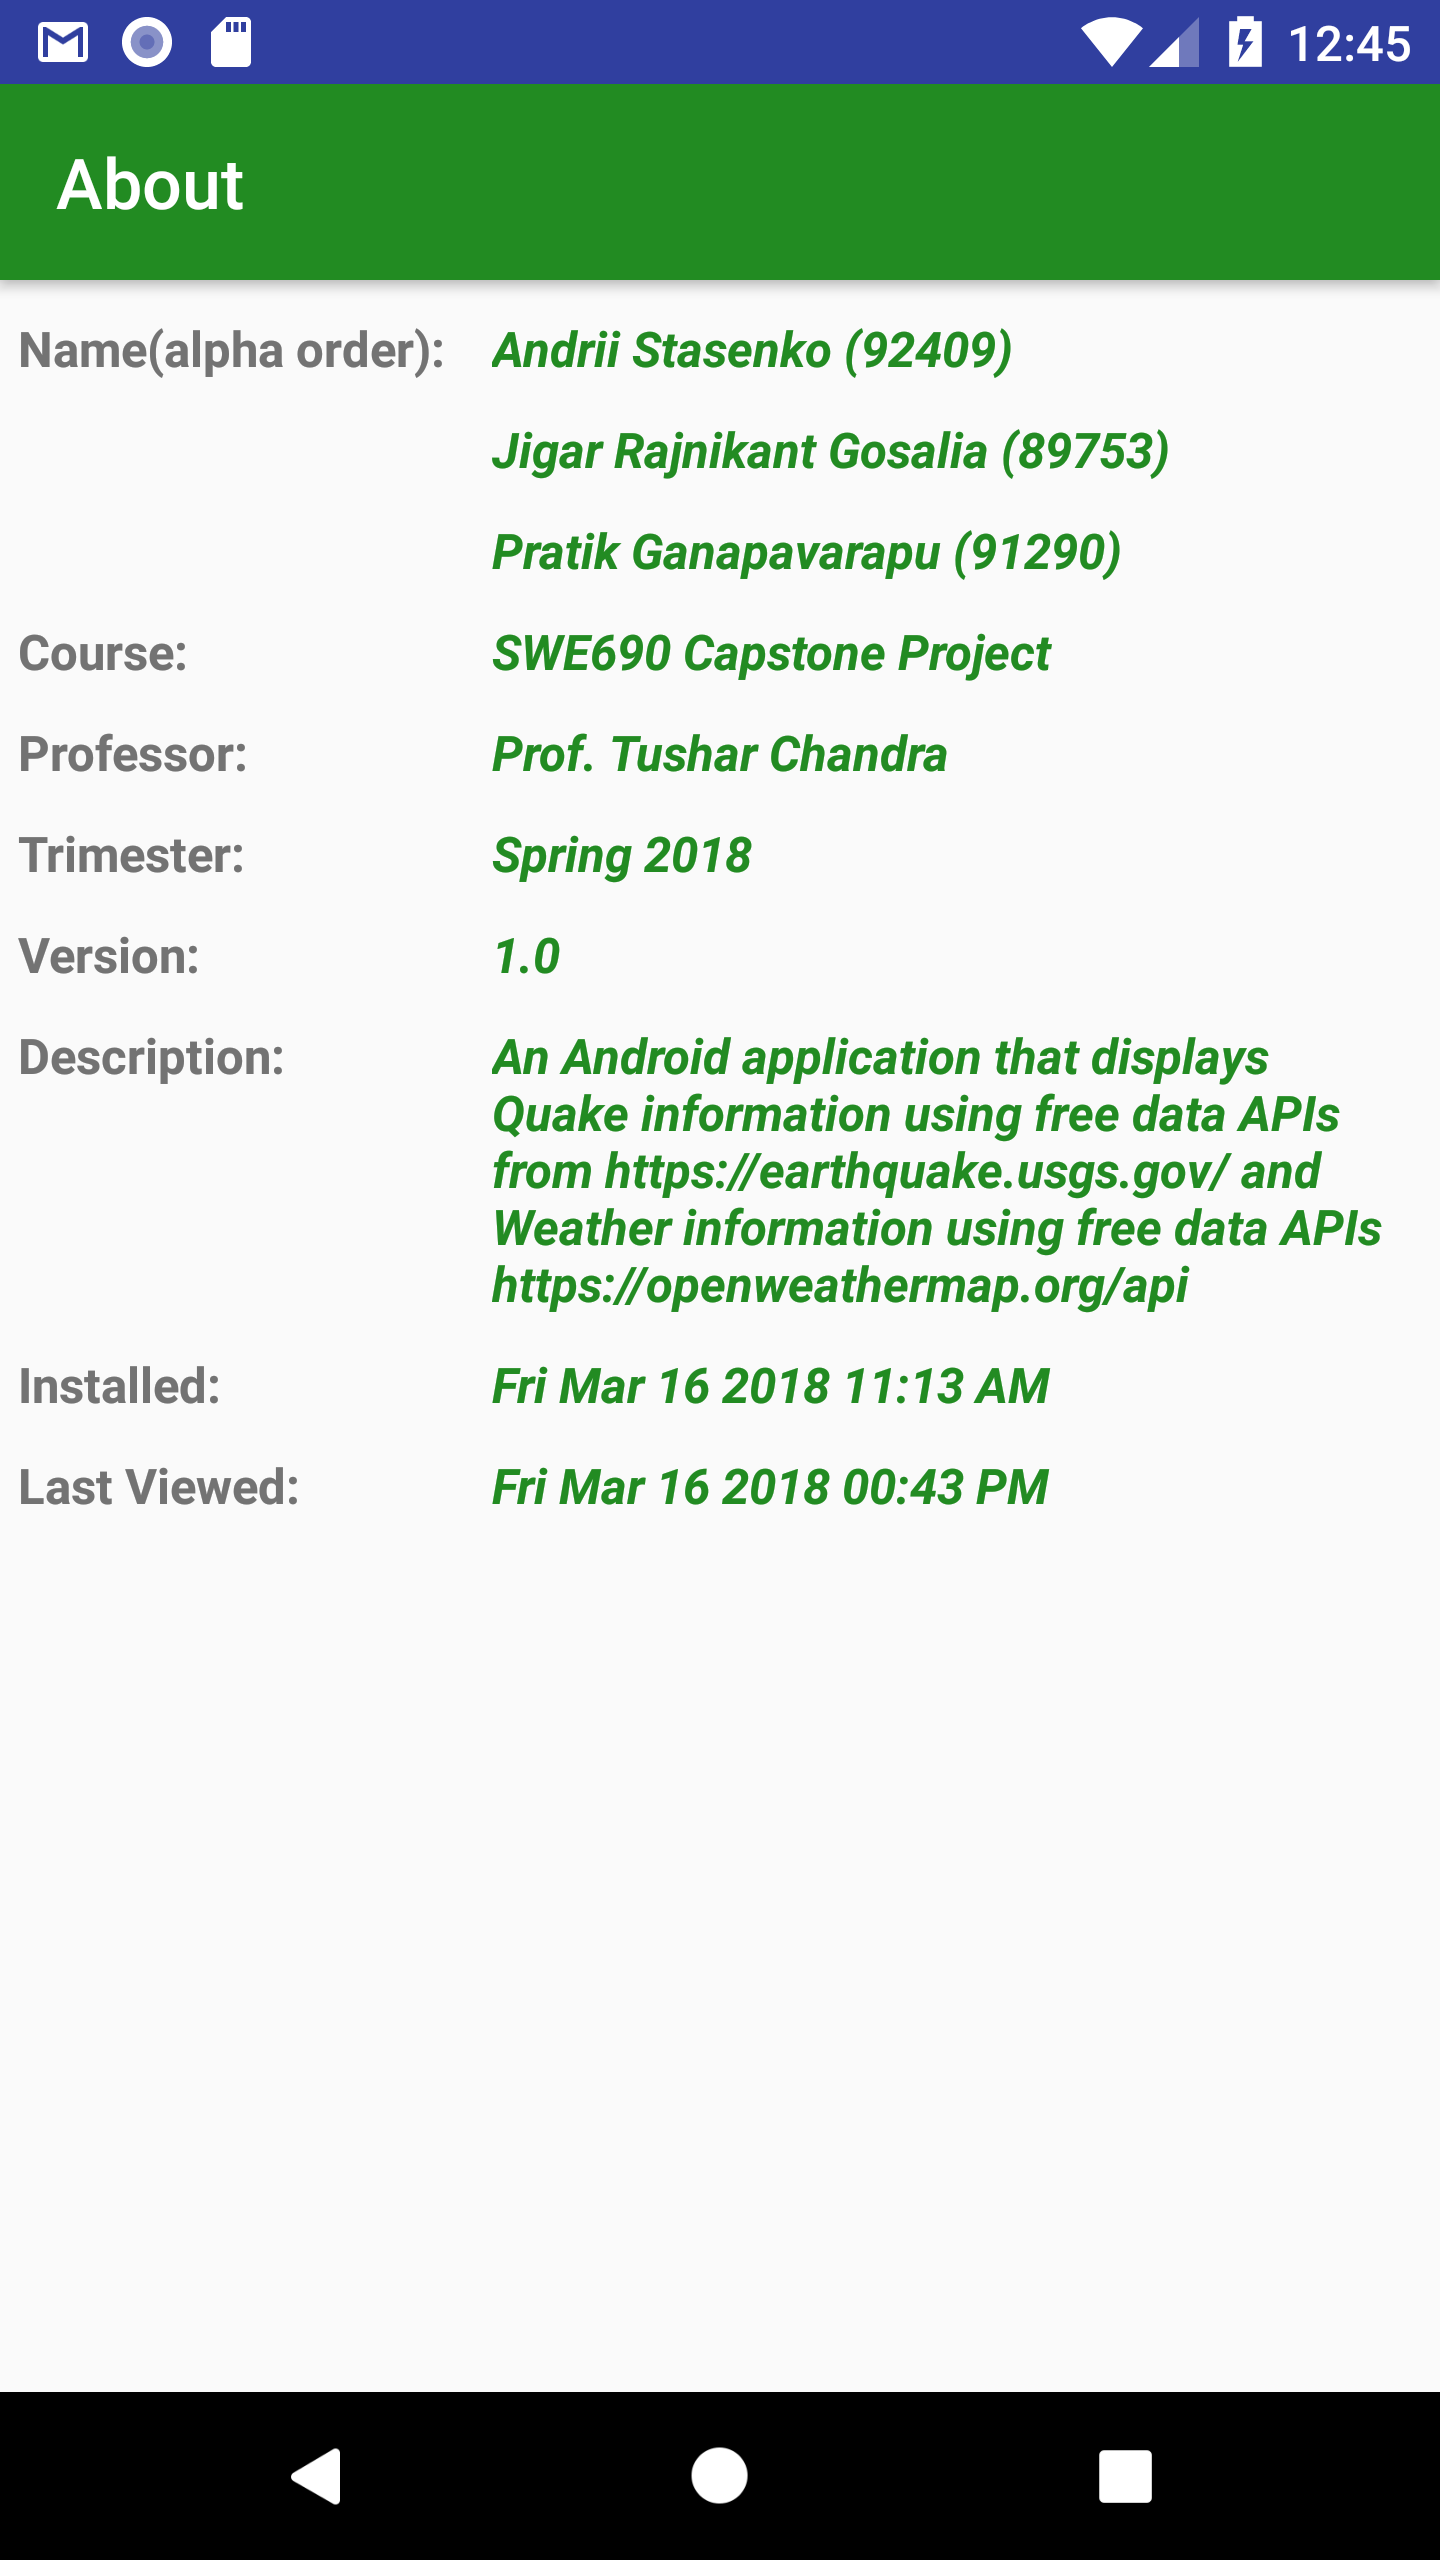 12:45
About
Name(alpha order): Andrii Stasenko (92409)
Jigar Rajnikant Gosalia (89753)
Pratik Ganapavarapu (91290)
Course: SWE690 Capstone Project
Professor: Prof. Tushar Chandra
Trimester: Spring 2018
Version: 1.0
Description: An Android application that displays
Quake information using free data APIs
from https://earthquake.usgs.gov/ and
Weather information using free data APIs
https://openweathermap.org/api
Installed: Fri Mar 16 2018 11:13 AM
Last Viewed: Fri Mar 16 2018 00:43 PM